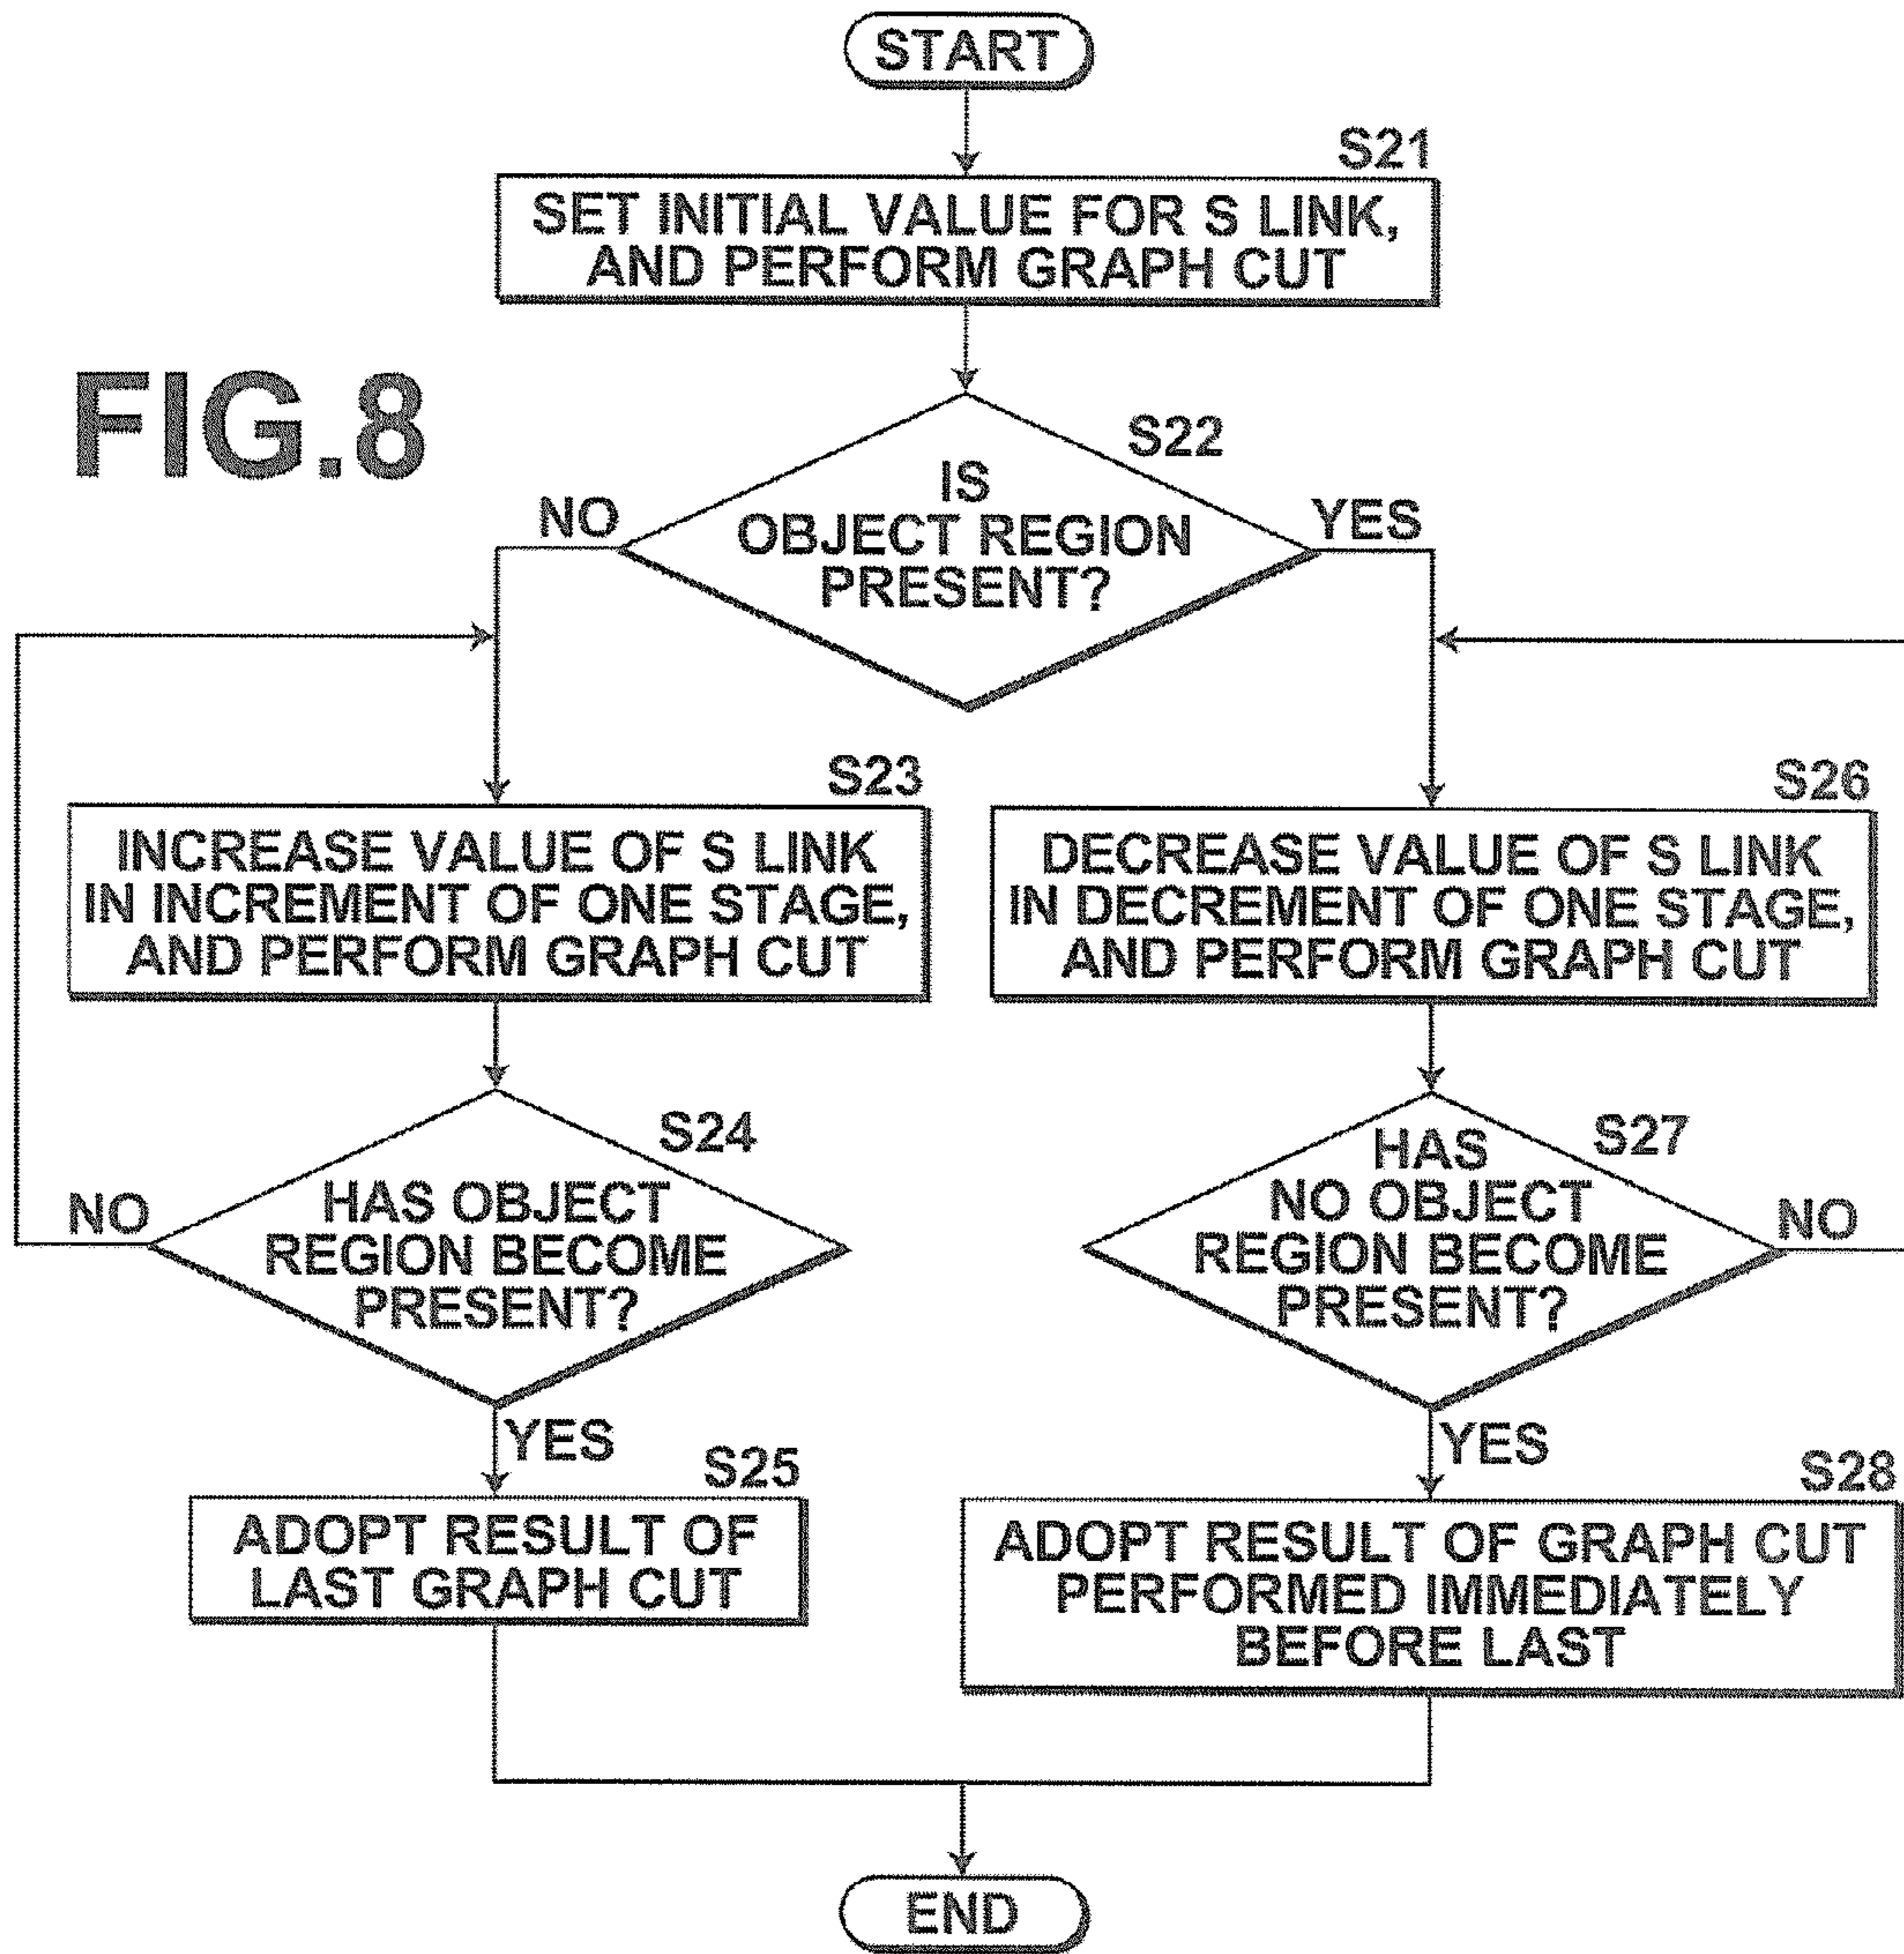 START
S21
SET INITIAL VALUE FOR S LINK,
AND PERFORM GRAPH CUT
FIG.8
S22
IS
OBJECT REGION
PRESENT?
NO
YES
S23
INCREASE VALUE OF S LINK
IN INCREMENT OF ONE STAGE,
AND PERFORM GRAPH CUT
S26
DECREASE VALUE OF S LINK
IN DECREMENT OF ONE STAGE,
AND PERFORM GRAPH CUT
S24
HAS OBJECT
REGION BECOME
PRESENT?
NO
YES
S27
HAS
NO OBJECT
REGION BECOME
PRESENT?
NO
YES
S25
ADOPT RESULT OF
LAST GRAPH CUT
S28
ADOPT RESULT OF GRAPH CUT
PERFORMED IMMEDIATELY
BEFORE LAST
END